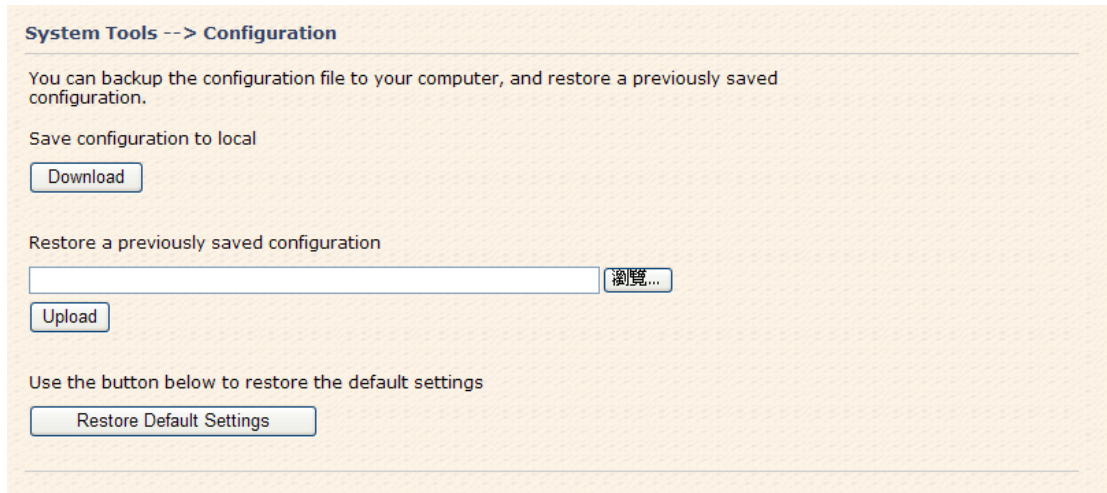 System Tools --> Configuration
You can backup the configuration file to your computer, and restore a previously saved
configuration.
Save configuration to local
Download
Restore a previously saved configuration
瀏覽...
Upload
Use the button below to restore the default settings
Restore Default Settings